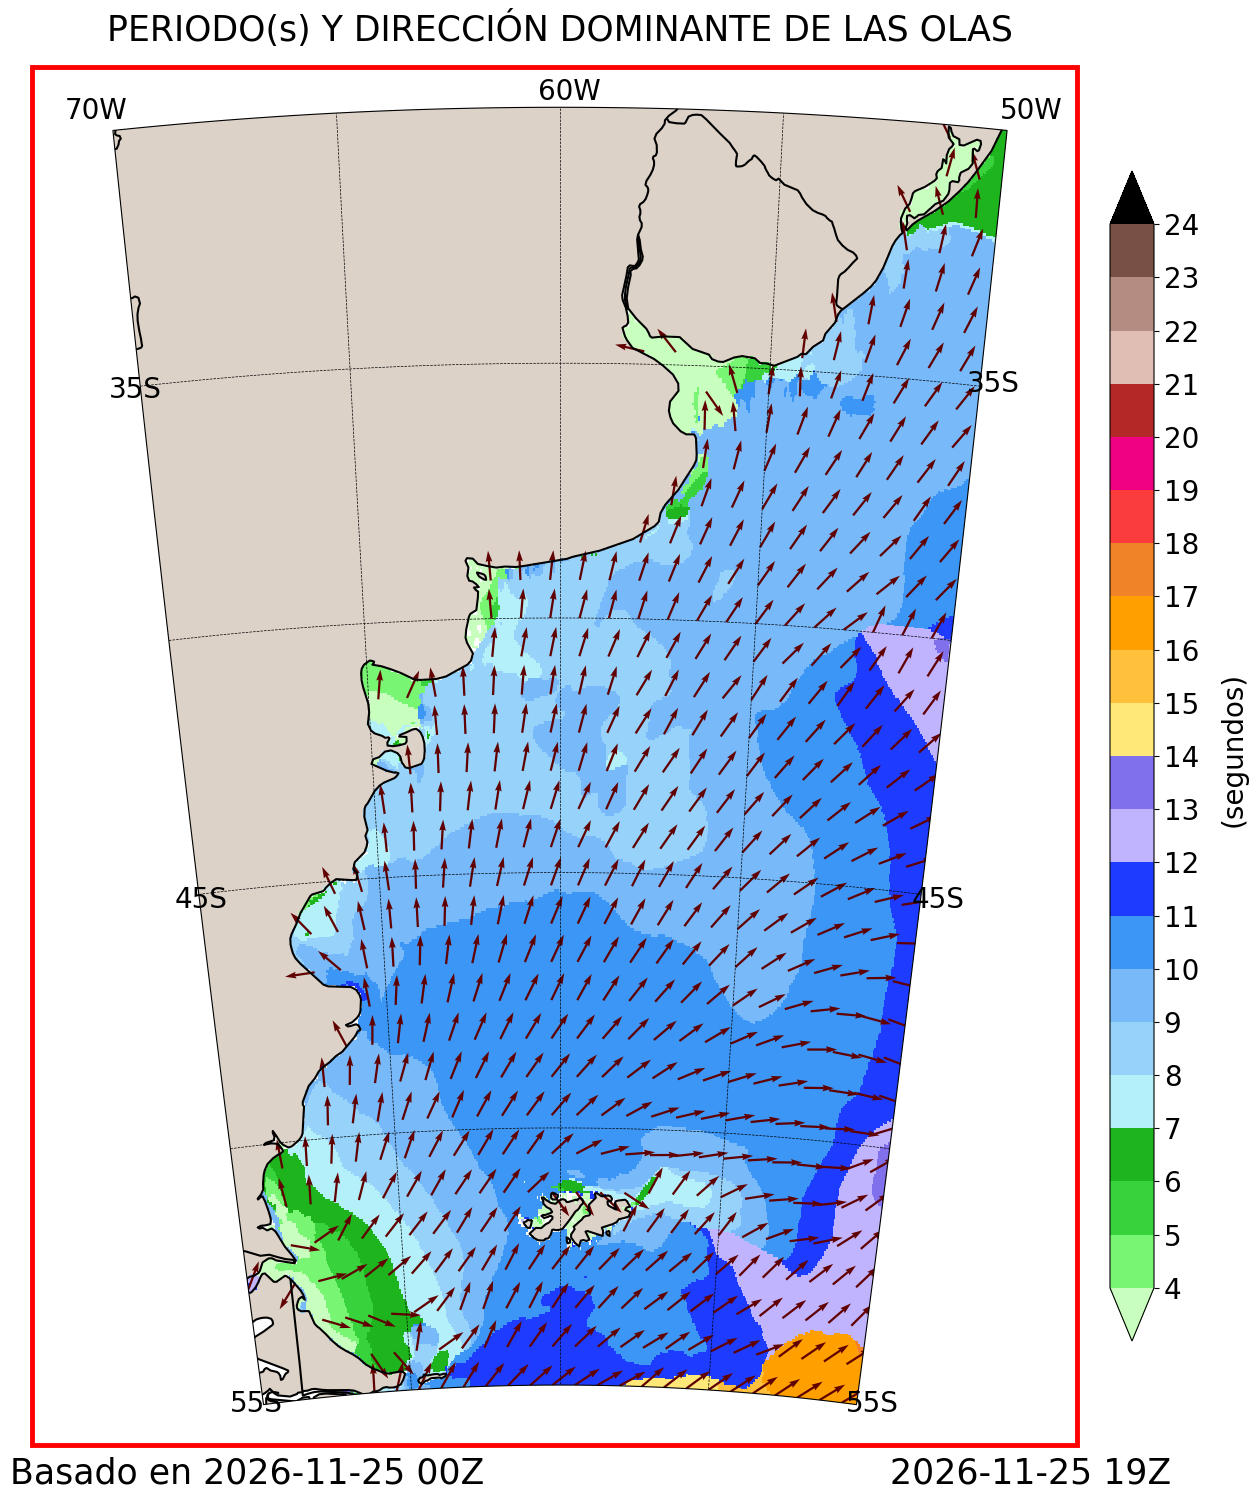 PERIODO(s) Y DIRECCIÓN DOMINANTE DE LAS OLAS
70W
60W
50W
35S
35S
45S
45S
55S
55S
24
23
22
21
20
19
18
17
16
15
14
13
12
11
10
9
8
7
6
5
4
(segundos)
Basado en 2026-11-25 00Z
2026-11-25 19Z